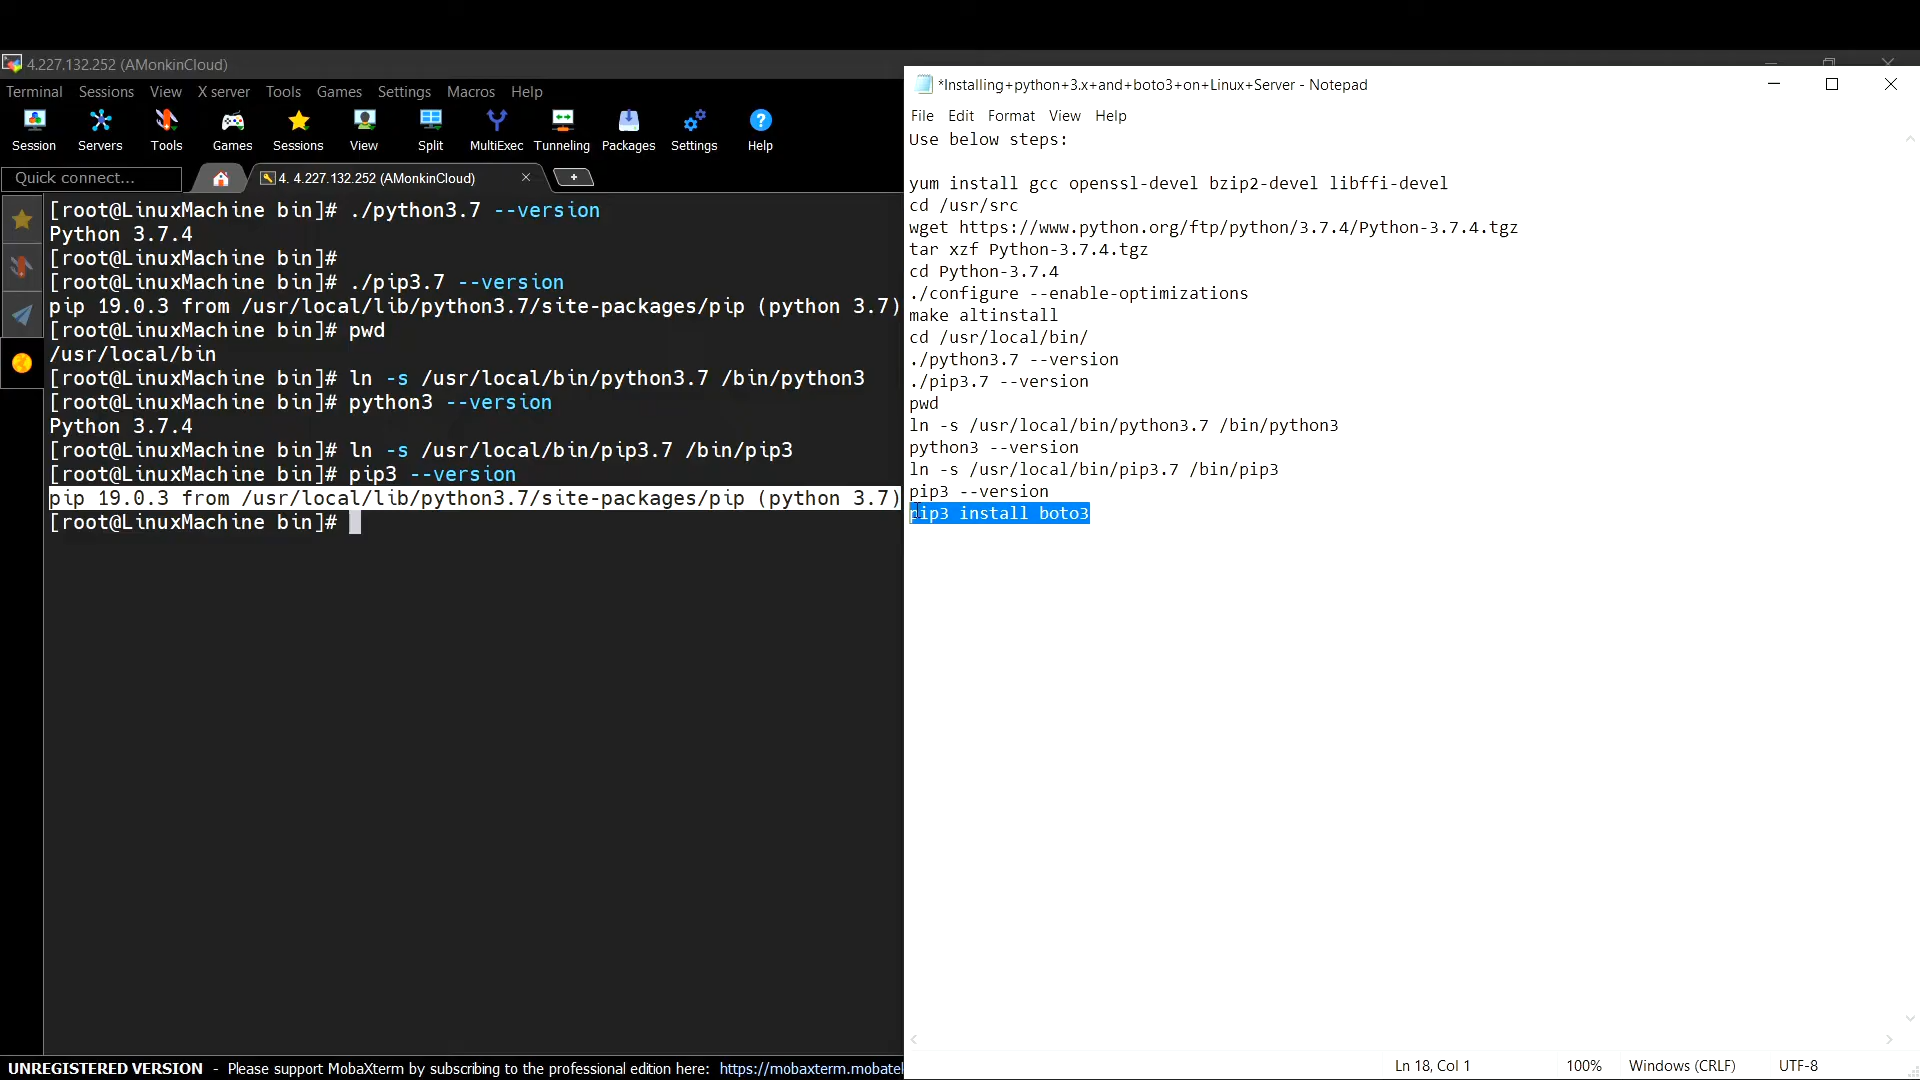 4.227.132.252 (AMonkinCloud)
Terminal Sessions View X server Tools Games Settings Macros Help
Session Servers Tools Games Sessions View Split MultiExec Tunneling Packages Settings Help
Quick connect...
4. 4.227.132.252 (AMonkinCloud)
[root@LinuxMachine bin]# ./python3.7 --version
Python 3.7.4
[root@LinuxMachine bin]#
[root@LinuxMachine bin]# ./pip3.7 --version
pip 19.0.3 from /usr/local/lib/python3.7/site-packages/pip (python 3.7)
[root@LinuxMachine bin]# pwd
/usr/local/bin
[root@LinuxMachine bin]# ln -s /usr/local/bin/python3.7 /bin/python3
[root@LinuxMachine bin]# python3 --version
Python 3.7.4
[root@LinuxMachine bin]# ln -s /usr/local/bin/pip3.7 /bin/pip3
[root@LinuxMachine bin]# pip3 --version
pip 19.0.3 from /usr/local/lib/python3.7/site-packages/pip (python 3.7)
[root@LinuxMachine bin]#
UNREGISTERED VERSION - Please support MobaXterm by subscribing to the professional edition here: https://mobaxterm.mobatek
*Installing+python+3.x+and+boto3+on+Linux+Server - Notepad
File Edit Format View Help
Use below steps:
yum install gcc openssl-devel bzip2-devel libffi-devel
cd /usr/src
wget https://www.python.org/ftp/python/3.7.4/Python-3.7.4.tgz
tar xzf Python-3.7.4.tgz
cd Python-3.7.4
./configure --enable-optimizations
make altinstall
cd /usr/local/bin/
./python3.7 --version
./pip3.7 --version
pwd
ln -s /usr/local/bin/python3.7 /bin/python3
python3 --version
ln -s /usr/local/bin/pip3.7 /bin/pip3
pip3 --version
pip3 install boto3
Ln 18, Col 1
100%
Windows (CRLF)
UTF-8